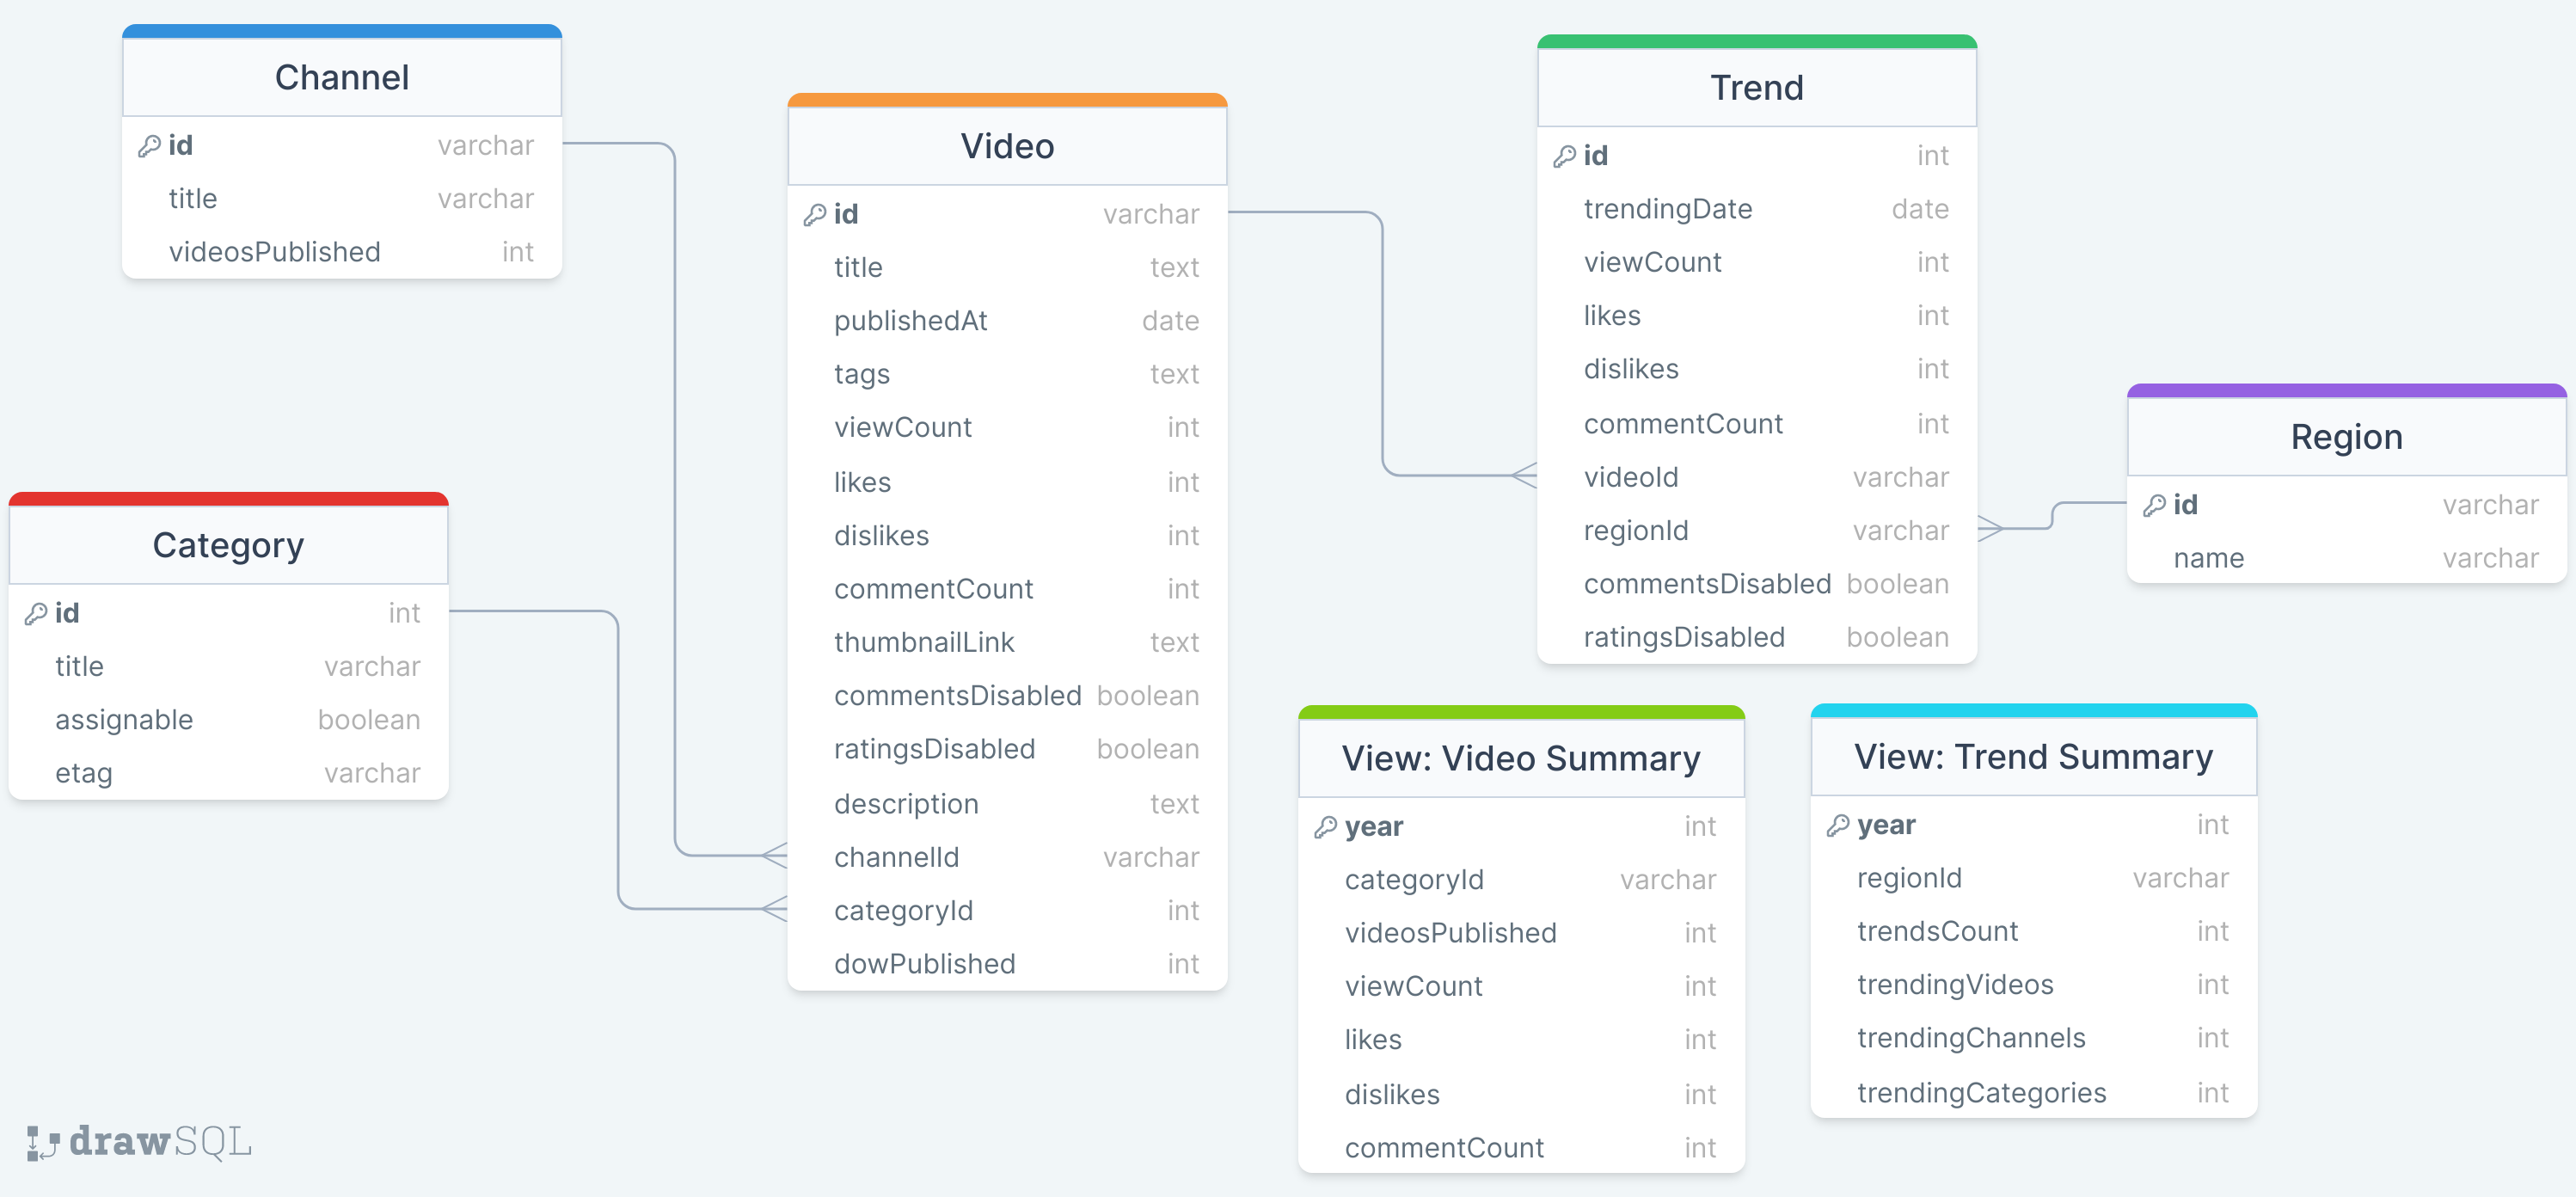 Channel
id varchar
title varchar
videosPublished int
Category
id int
title varchar
assignable boolean
etag varchar
Video
id varchar
title text
publishedAt date
tags text
viewCount int
likes int
dislikes int
commentCount int
thumbnailLink text
commentsDisabled boolean
ratingsDisabled boolean
description text
channelId varchar
categoryId int
dowPublished int
Trend
id int
trendingDate date
viewCount int
likes int
dislikes int
commentCount int
videoId varchar
regionId varchar
commentsDisabled boolean
ratingsDisabled boolean
Region
id varchar
name varchar
View: Video Summary
year int
categoryId varchar
videosPublished int
viewCount int
likes int
dislikes int
commentCount int
View: Trend Summary
year int
regionId varchar
trendsCount int
trendingVideos int
trendingChannels int
trendingCategories int
drawSQL